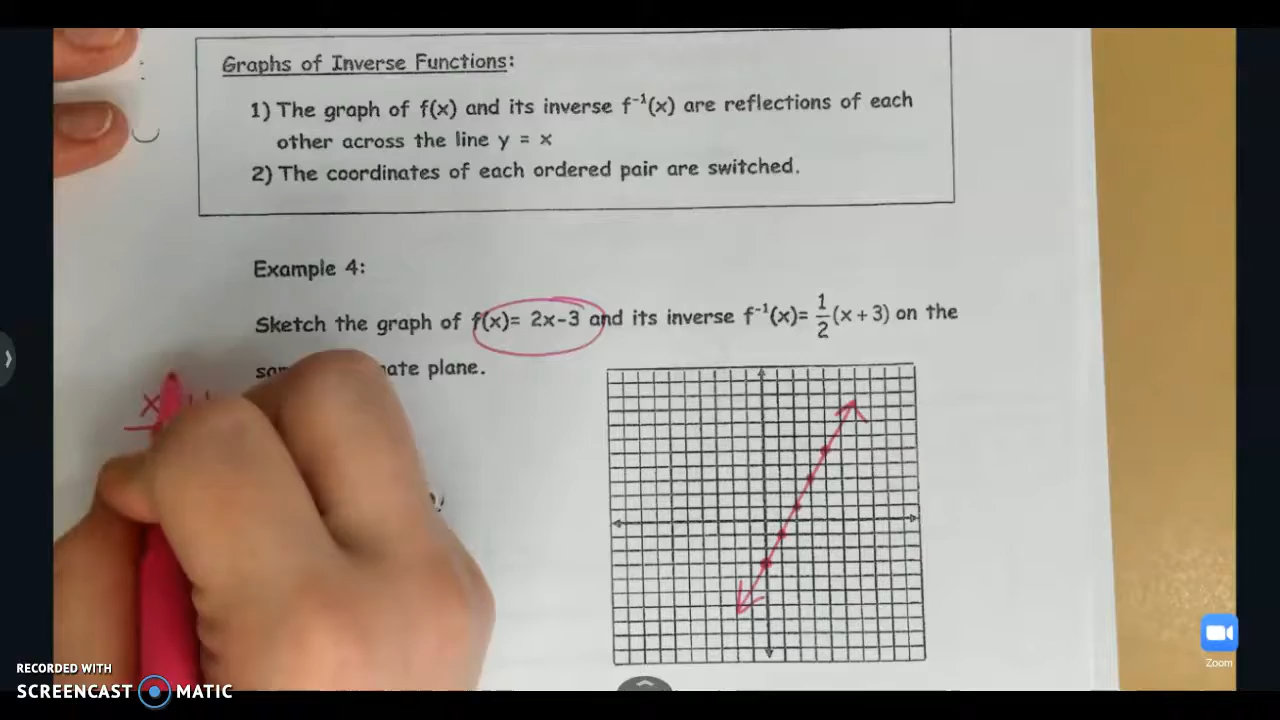 Graphs of Inverse Functions:
1) The graph of f(x) and its inverse f⁻¹(x) are reflections of each
other across the line y = x
2) The coordinates of each ordered pair are switched.
Example 4:
Sketch the graph of f(x)= 2x-3 and its inverse f⁻¹(x)= 1/2 (x + 3) on the
plane.
x
RECORDED WITH
SCREENCAST MATIC
Zoom